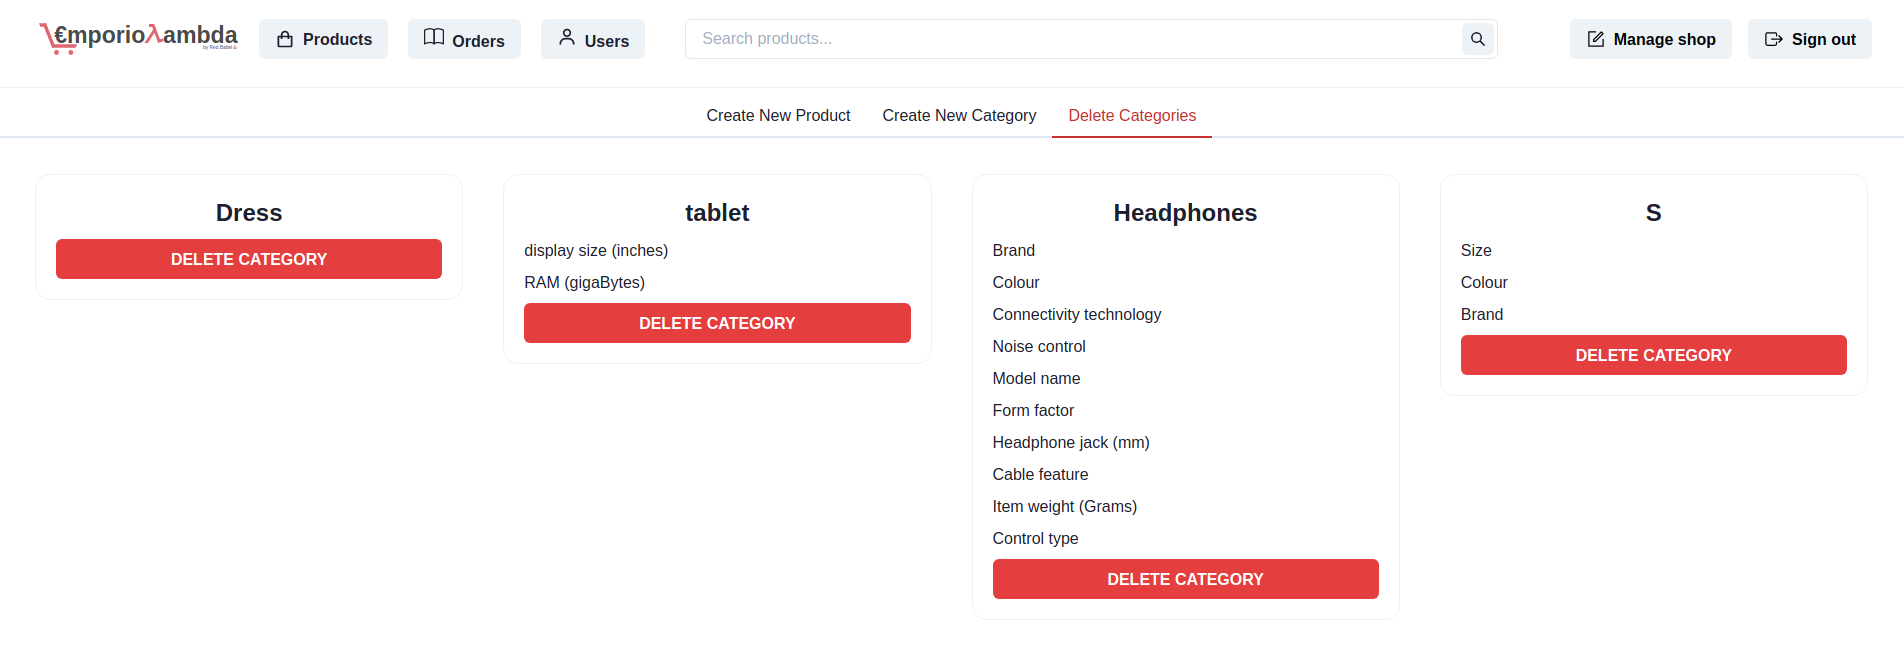 €mporioλambda
by Red Babel &
Products
Orders
Users
Search products...
Manage shop
Sign out
Create New Product
Create New Category
Delete Categories
Dress
DELETE CATEGORY
tablet
display size (inches)
RAM (gigaBytes)
DELETE CATEGORY
Headphones
Brand
Colour
Connectivity technology
Noise control
Model name
Form factor
Headphone jack (mm)
Cable feature
Item weight (Grams)
Control type
DELETE CATEGORY
S
Size
Colour
Brand
DELETE CATEGORY